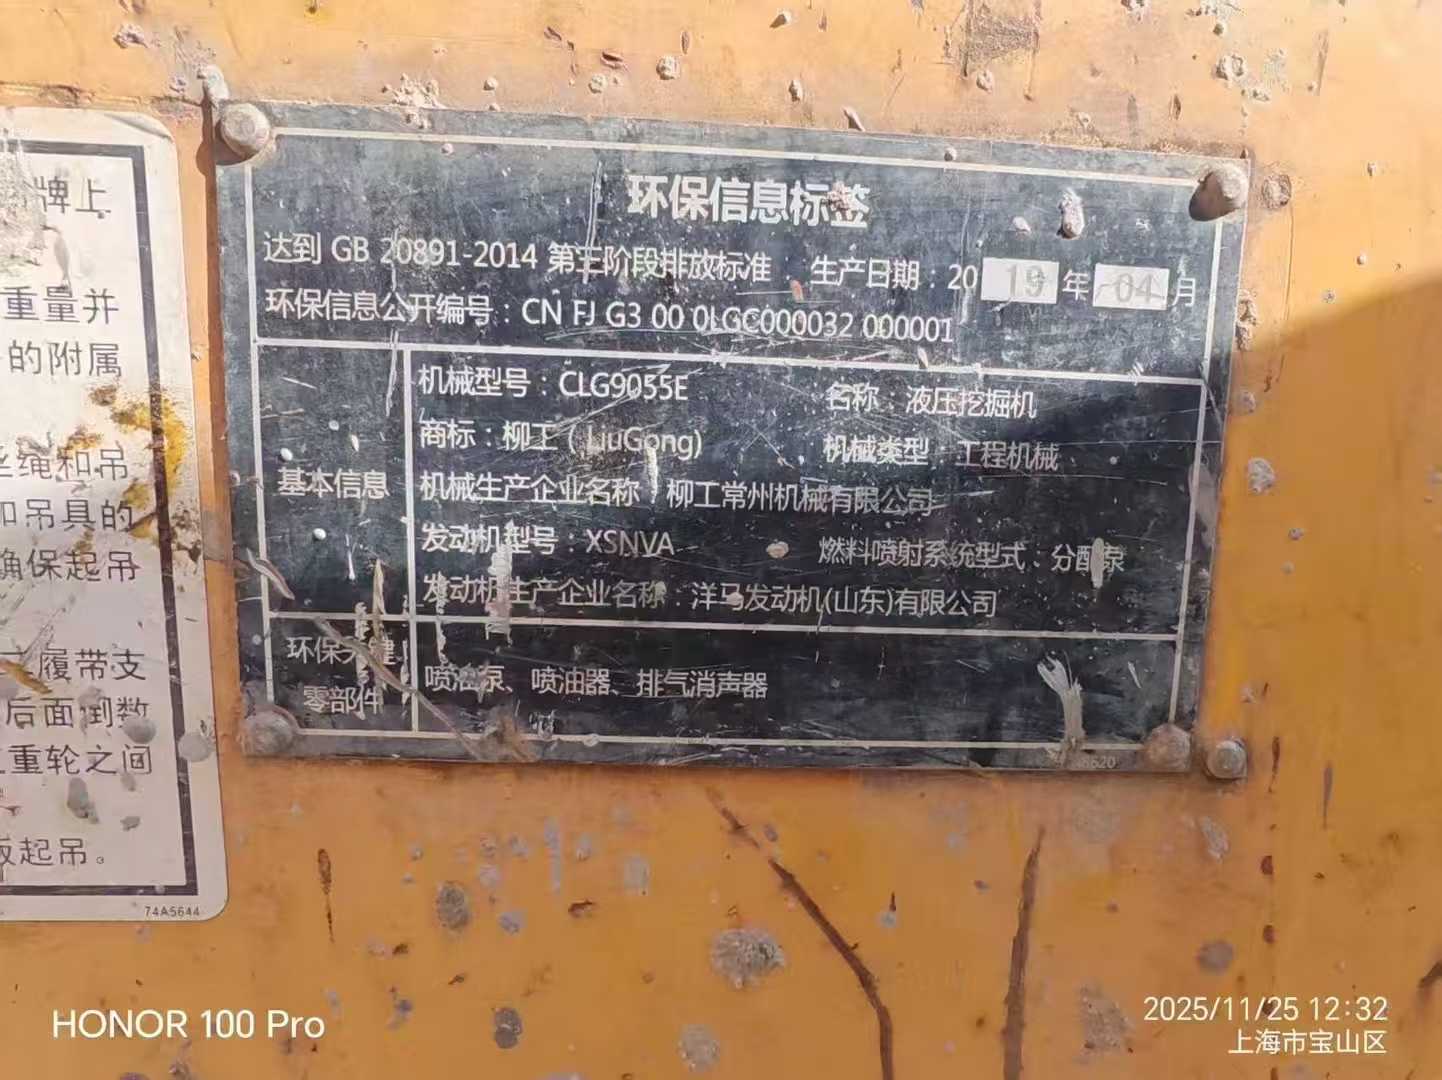 牌上
重量并
的附属
丝绳和吊
和吊具的
确保起吊
履带支
后面倒数
重轮之间
起吊。
74A5644
环保信息标签
达到 GB 20891-2014 第三阶段排放标准 生产日期：2019年04月
环保信息公开编号：CN FJ G3 00 0LGC000032 000001
基本信息
机械型号：CLG9055E 名称：液压挖掘机
商标：柳工（LiuGong) 机械类型：工程机械
机械生产企业名称：柳工常州机械有限公司
发动机型号：XSNVA 燃料喷射系统型式：分配泵
发动机生产企业名称：洋马发动机(山东)有限公司
环保关键
零部件
喷油泵、喷油器、排气消声器
HONOR 100 Pro
2025/11/25 12:32
上海市宝山区